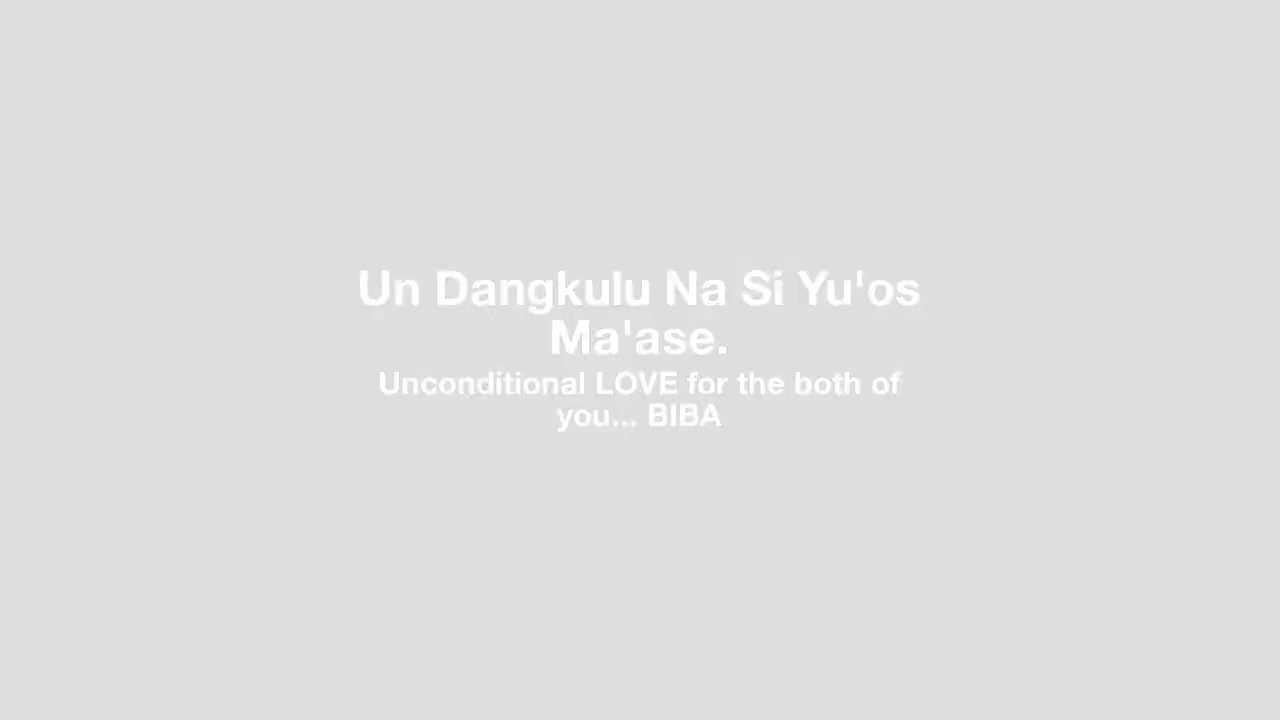 Un Dangkulu Na Si Yu'os
Ma'ase.
Unconditional LOVE for the both of
you... BIBA